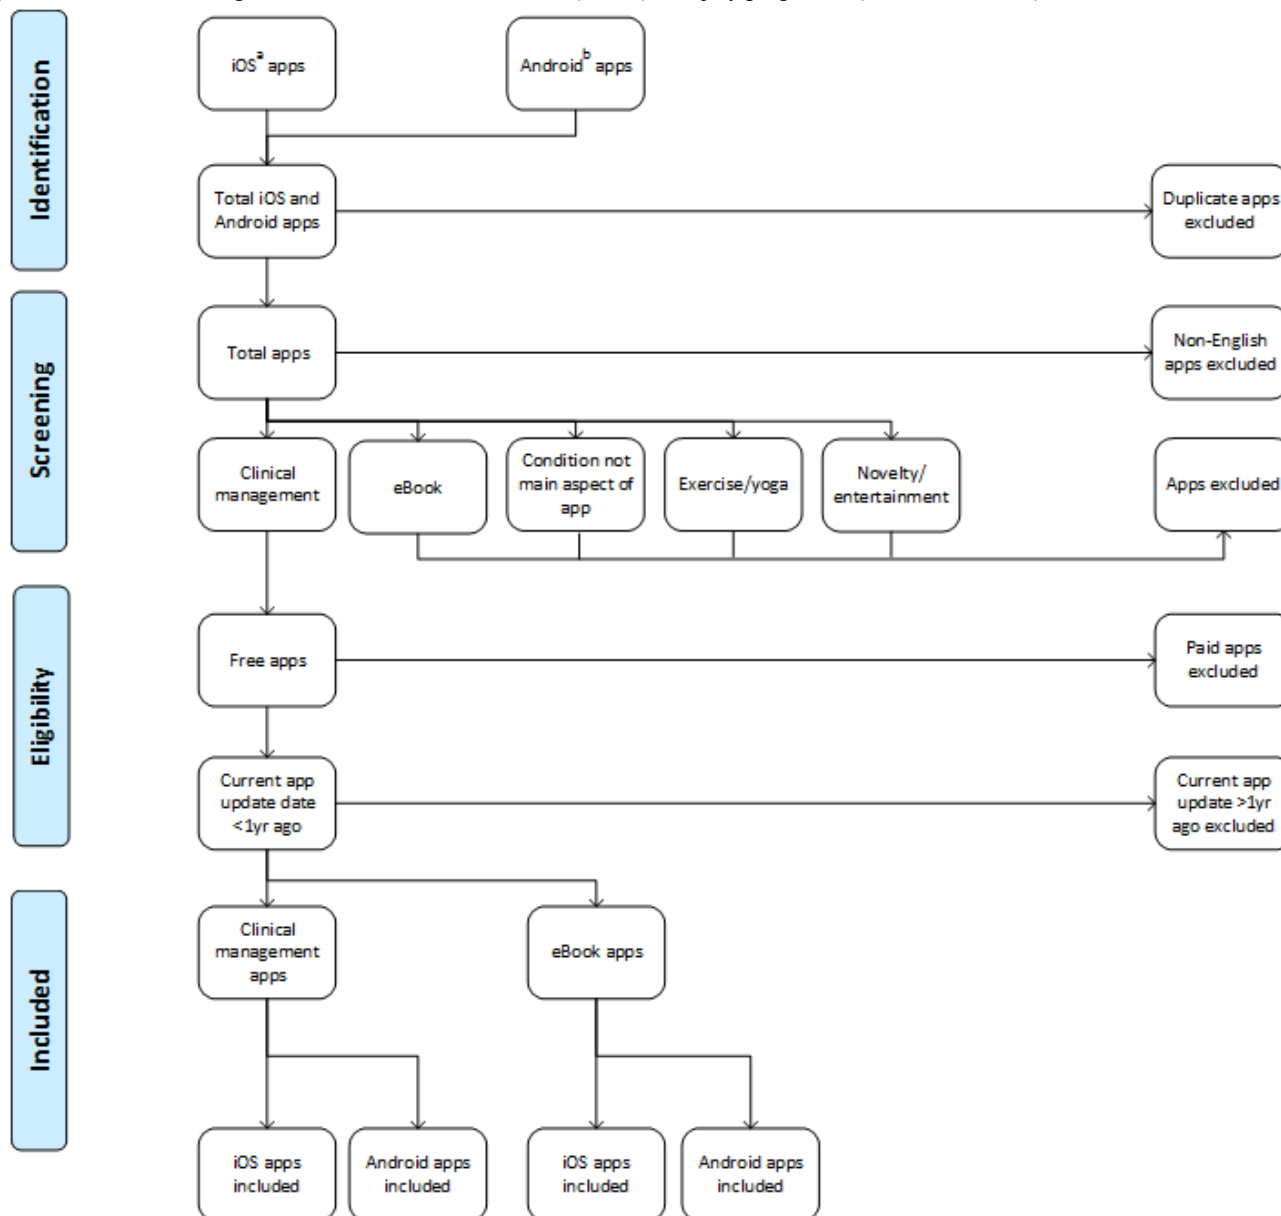 Identification
iOSa apps
Androidb apps
Total iOS and
Android apps
Duplicate apps
excluded
Screening
Total apps
Non-English
apps excluded
Clinical
management
eBook
Condition not
main aspect of
app
Exercise/yoga
Novelty/
entertainment
Apps excluded
Eligibility
Free apps
Paid apps
excluded
Current app
update date
<1yr ago
Current app
update >1yr
ago excluded
Included
Clinical
management
apps
eBook apps
iOS apps
included
Android apps
included
iOS apps
included
Android apps
included